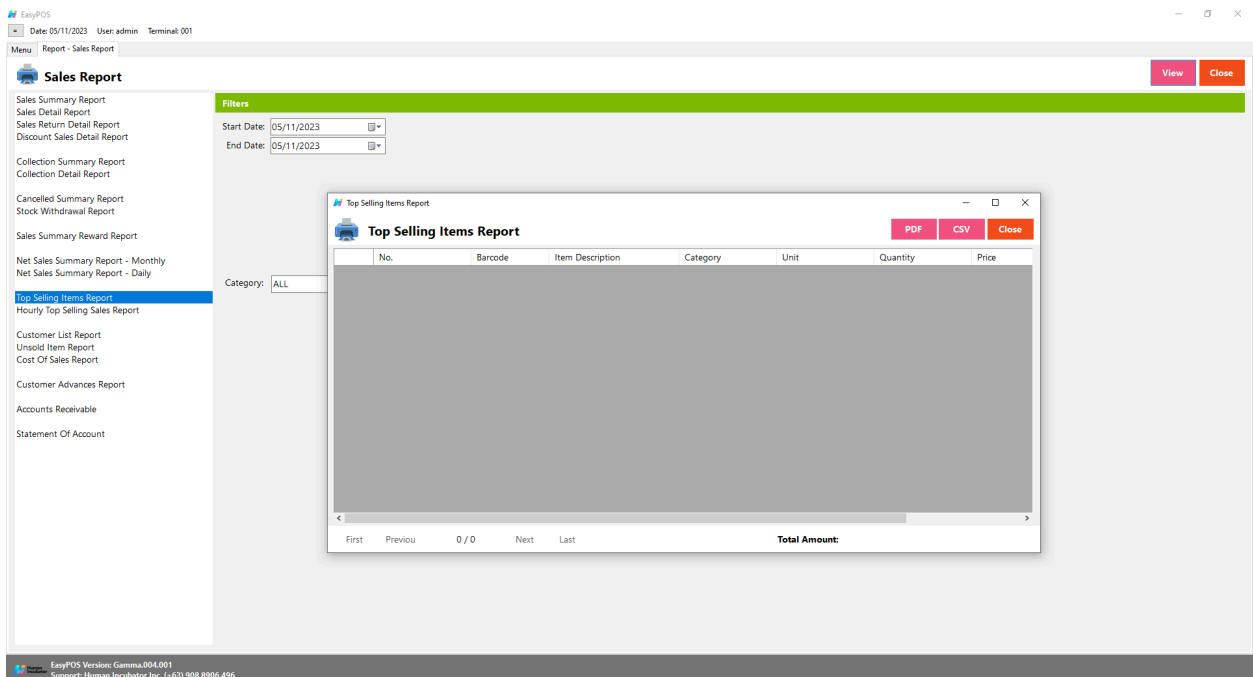 EasyPOS
Date: 05/11/2023 User: admin Terminal: 001
Menu Report - Sales Report
Sales Report
View Close
Sales Summary Report
Sales Detail Report
Sales Return Detail Report
Discount Sales Detail Report
Collection Summary Report
Collection Detail Report
Cancelled Summary Report
Stock Withdrawal Report
Sales Summary Reward Report
Net Sales Summary Report - Monthly
Net Sales Summary Report - Daily
Top Selling Items Report
Hourly Top Selling Sales Report
Customer List Report
Unsold Item Report
Cost Of Sales Report
Customer Advances Report
Accounts Receivable
Statement Of Account
Filters
Start Date: 05/11/2023
End Date: 05/11/2023
Category: ALL
Top Selling Items Report
Top Selling Items Report
PDF CSV Close
No. Barcode Item Description Category Unit Quantity Price
First Previou 0 / 0 Next Last Total Amount:
Human Incubator
EasyPOS Version: Gamma.004.001
Support: Human Incubator Inc. (+63) 908 8906 496